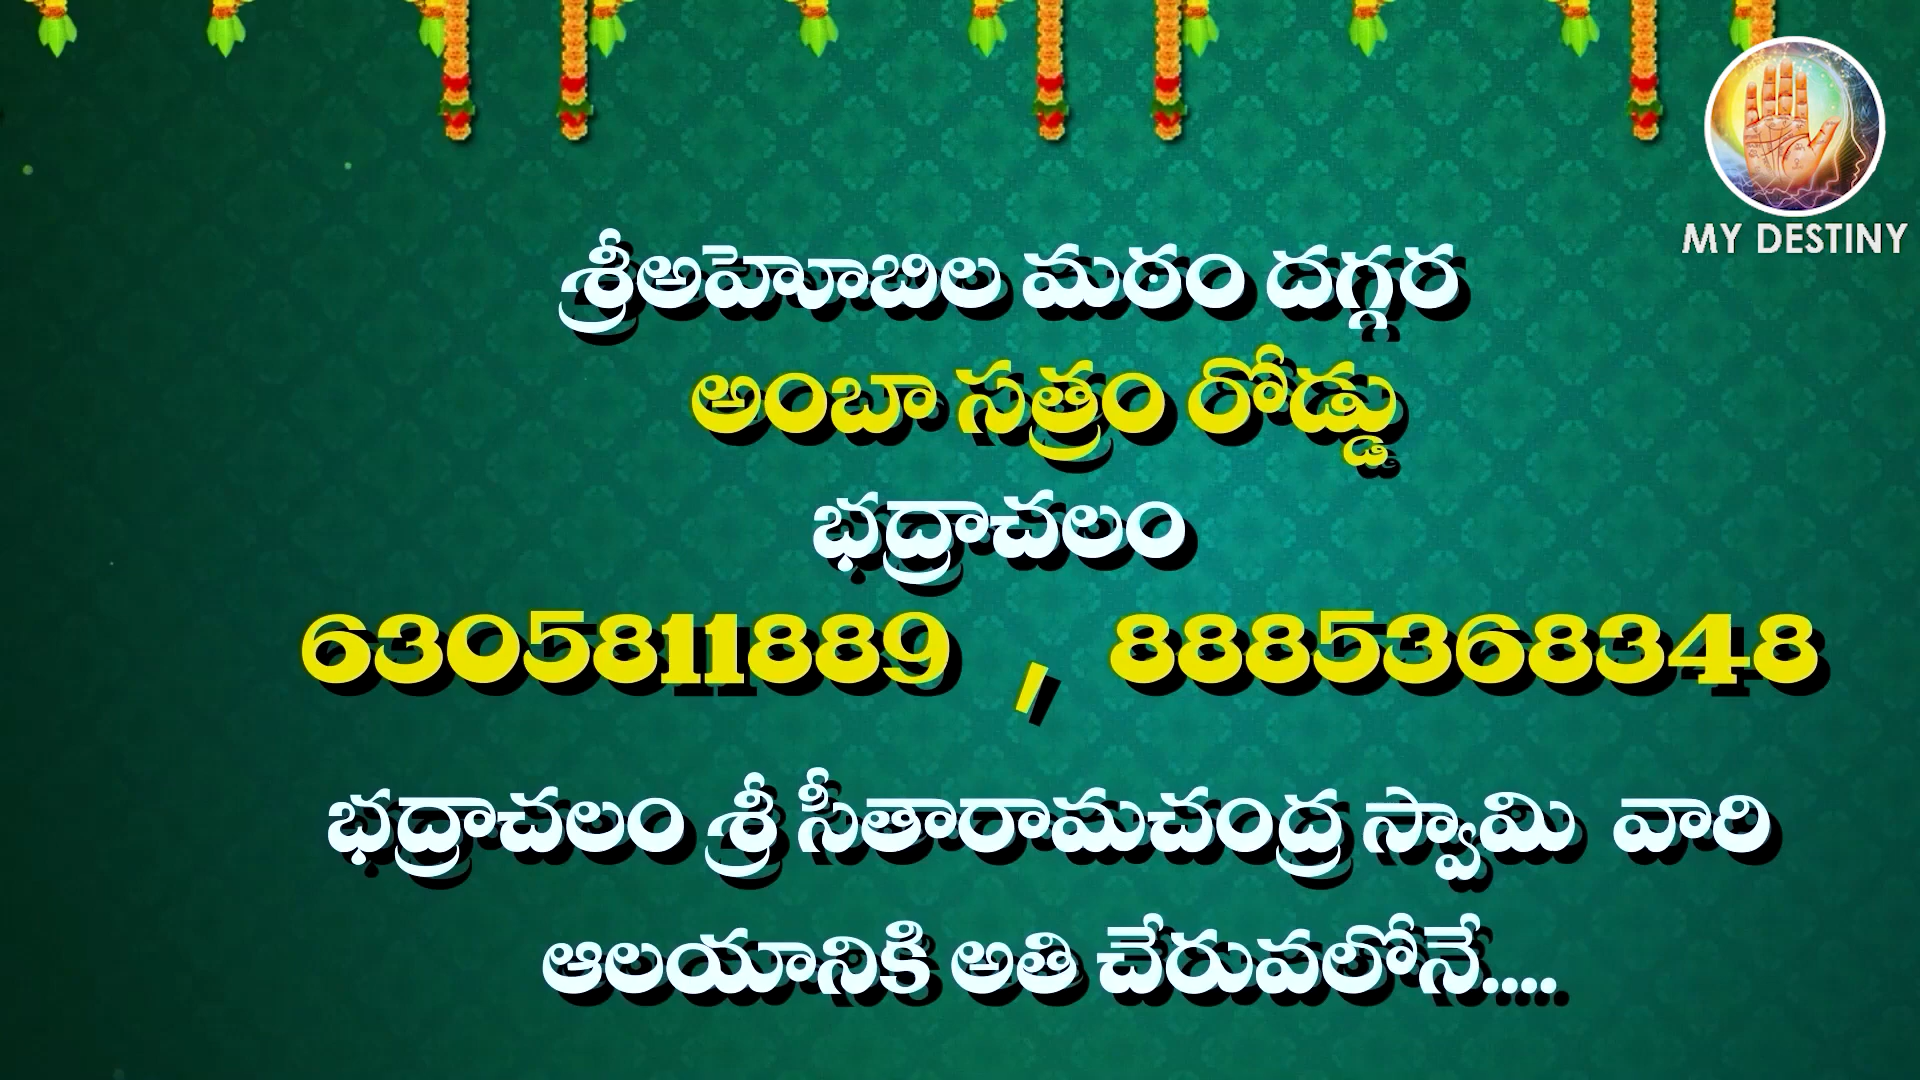 MY DESTINY
శ్రీఅహెూబిల మఠం దగ్గర
అంబా సత్రం రోడ్డు
భద్రాచలం
6305811889 , 8885368348
భద్రాచలం శ్రీ సీతారామచంద్ర స్వామి వారి
ఆలయానికి అతి చేరువలోనే....